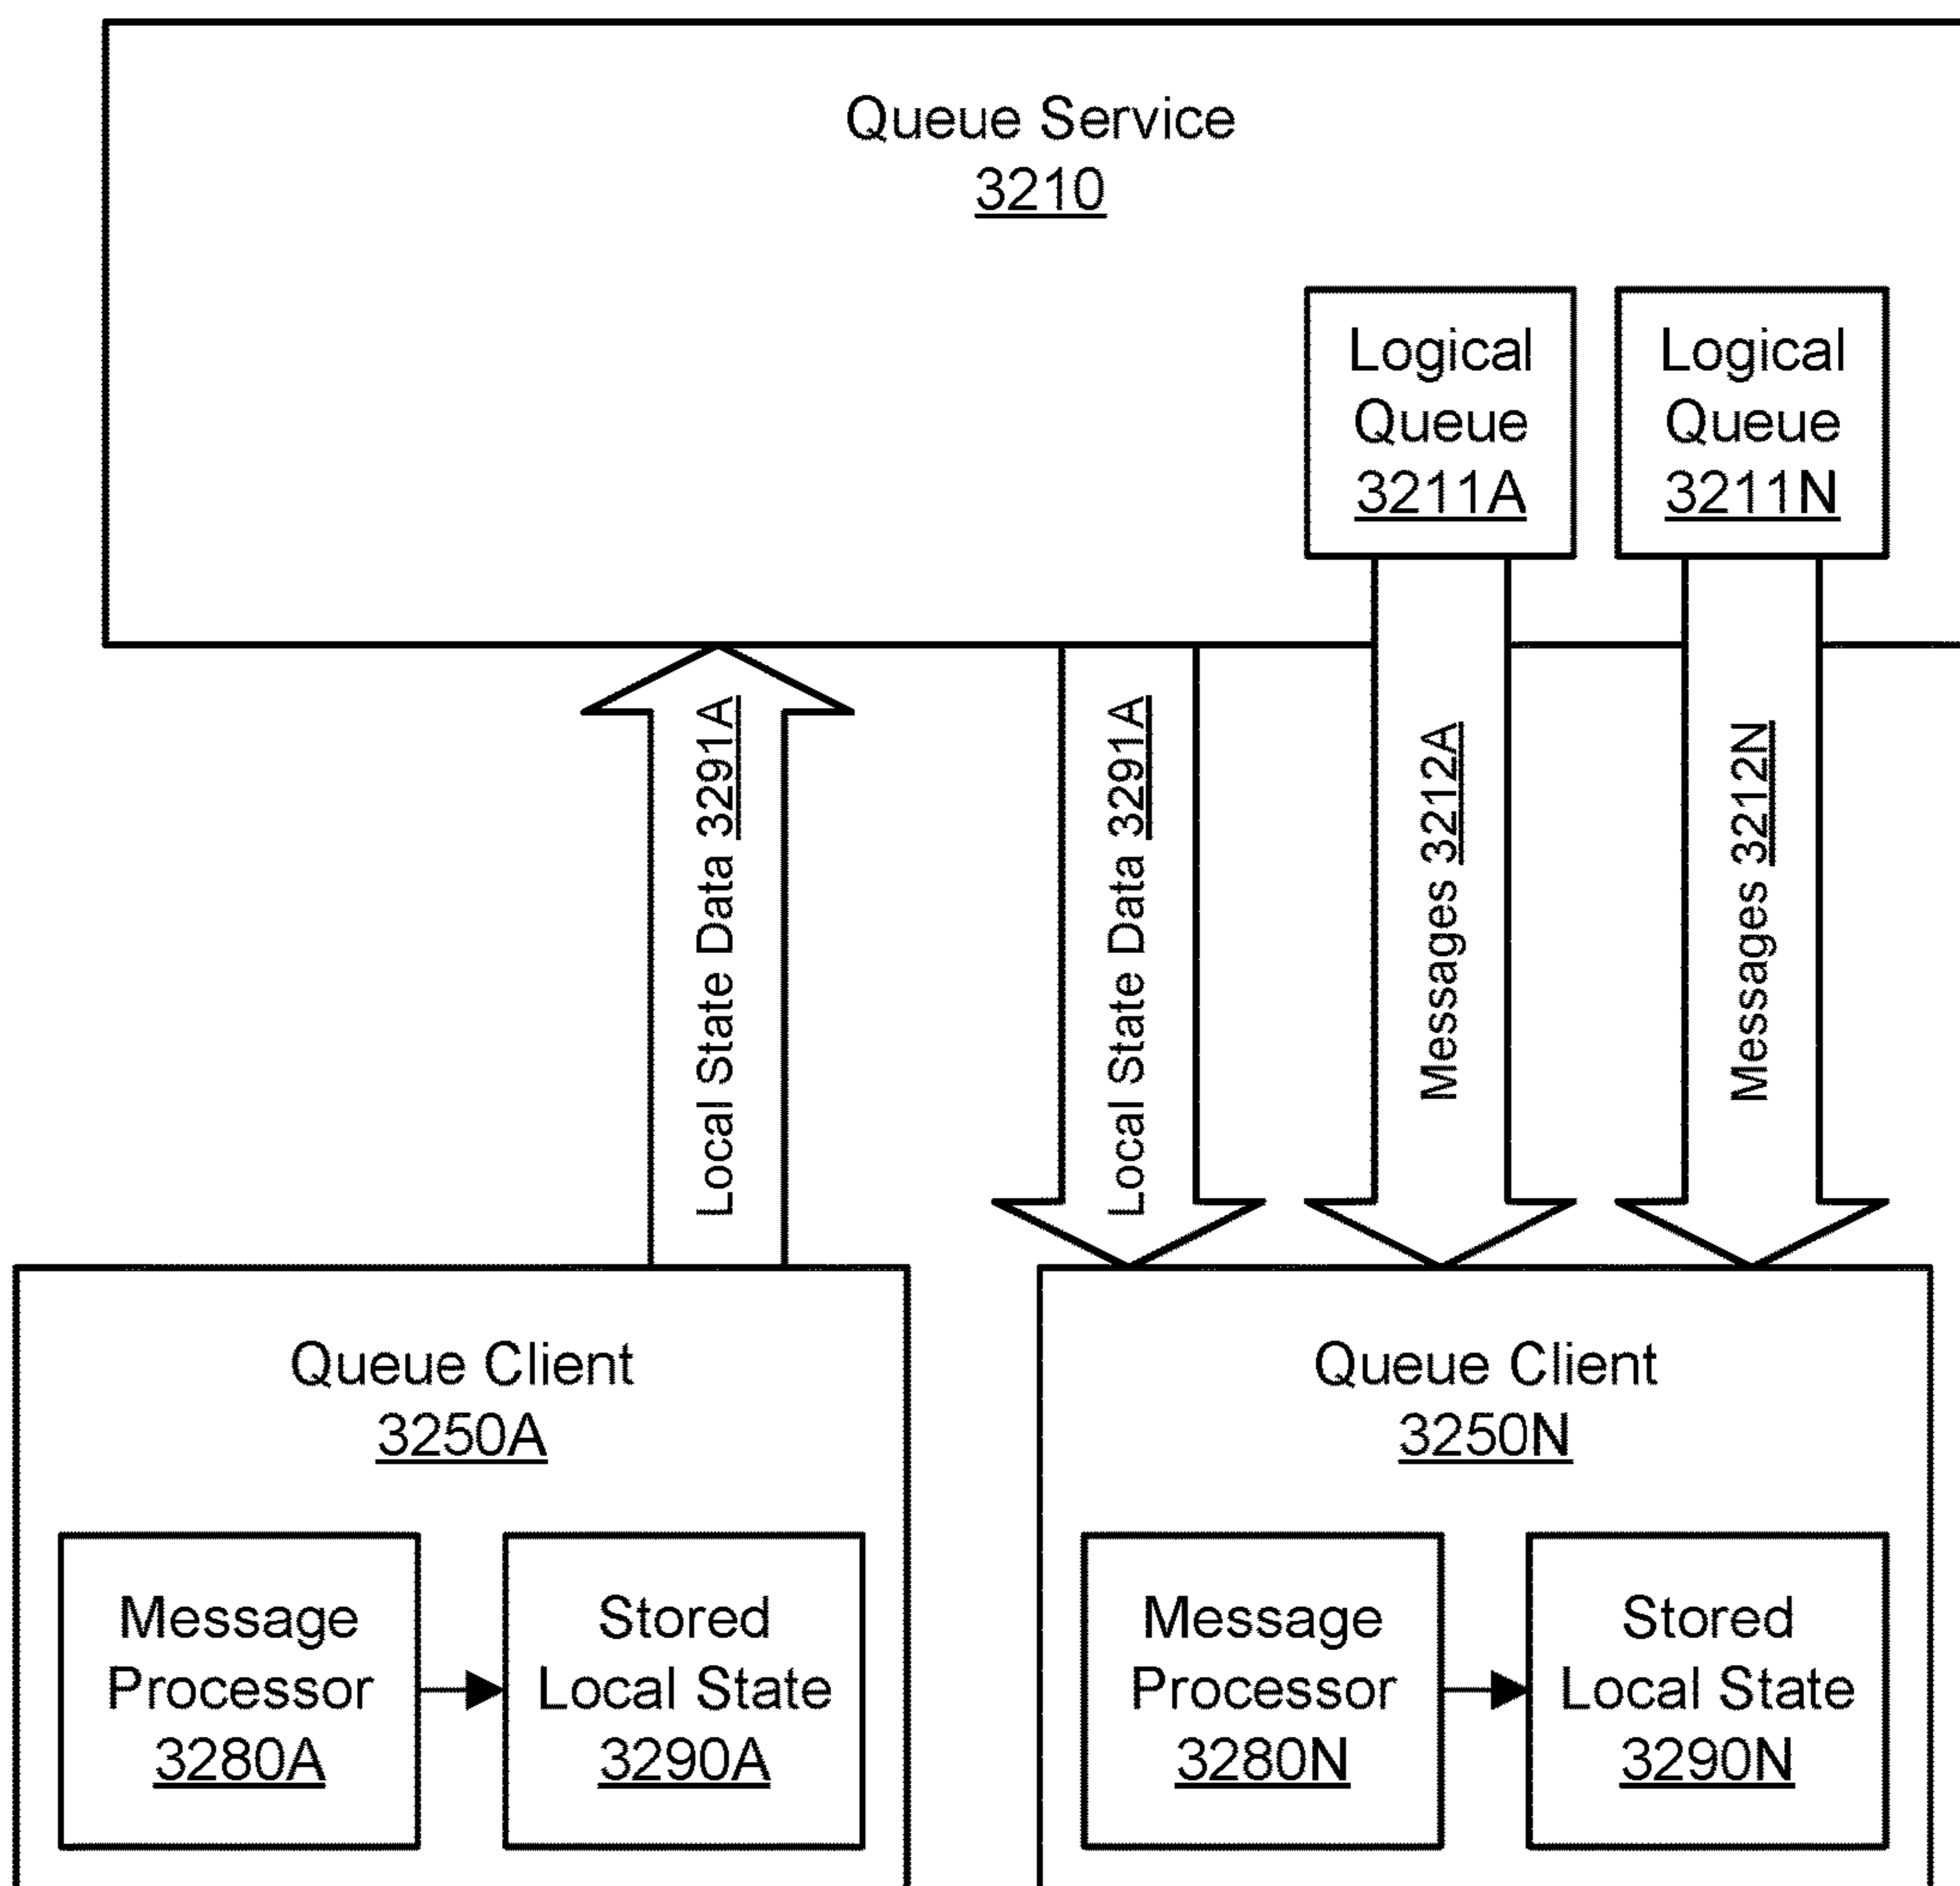 Queue Service
3210
Logical
Queue
3211A
Logical
Queue
3211N
Local State Data 3291A
Local State Data 3291A
Messages 3212A
Messages 3212N
Queue Client
3250A
Message
Processor
3280A
Stored
Local State
3290A
Queue Client
3250N
Message
Processor
3280N
Stored
Local State
3290N